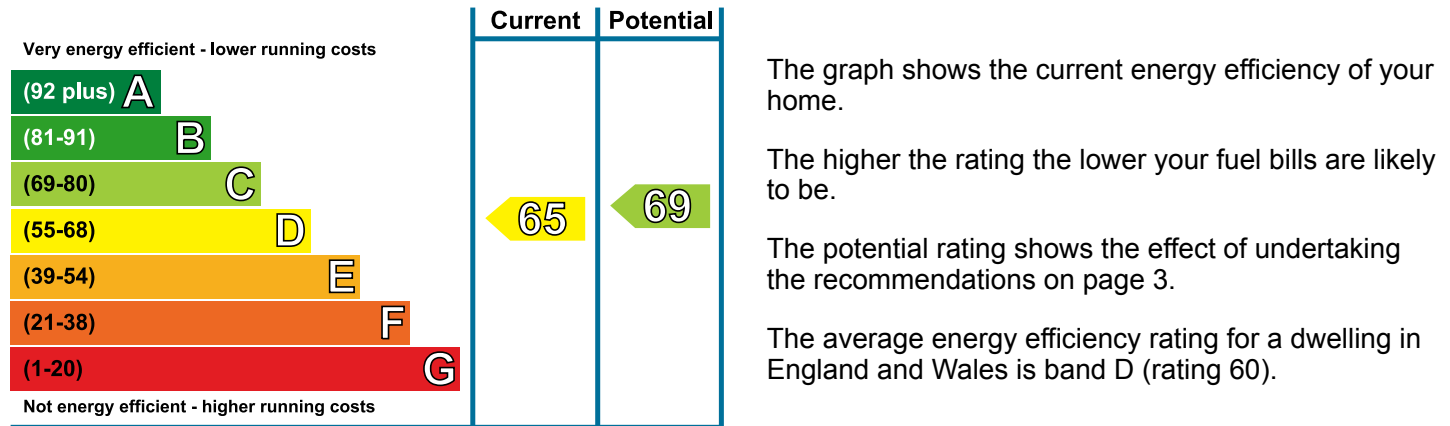 Current Potential
Very energy efficient - lower running costs
(92 plus) A
(81-91) B
(69-80) C
(55-68) D
(39-54) E
(21-38) F
(1-20) G
Not energy efficient - higher running costs
65
69
The graph shows the current energy efficiency of your
home.
The higher the rating the lower your fuel bills are likely
to be.
The potential rating shows the effect of undertaking
the recommendations on page 3.
The average energy efficiency rating for a dwelling in
England and Wales is band D (rating 60).